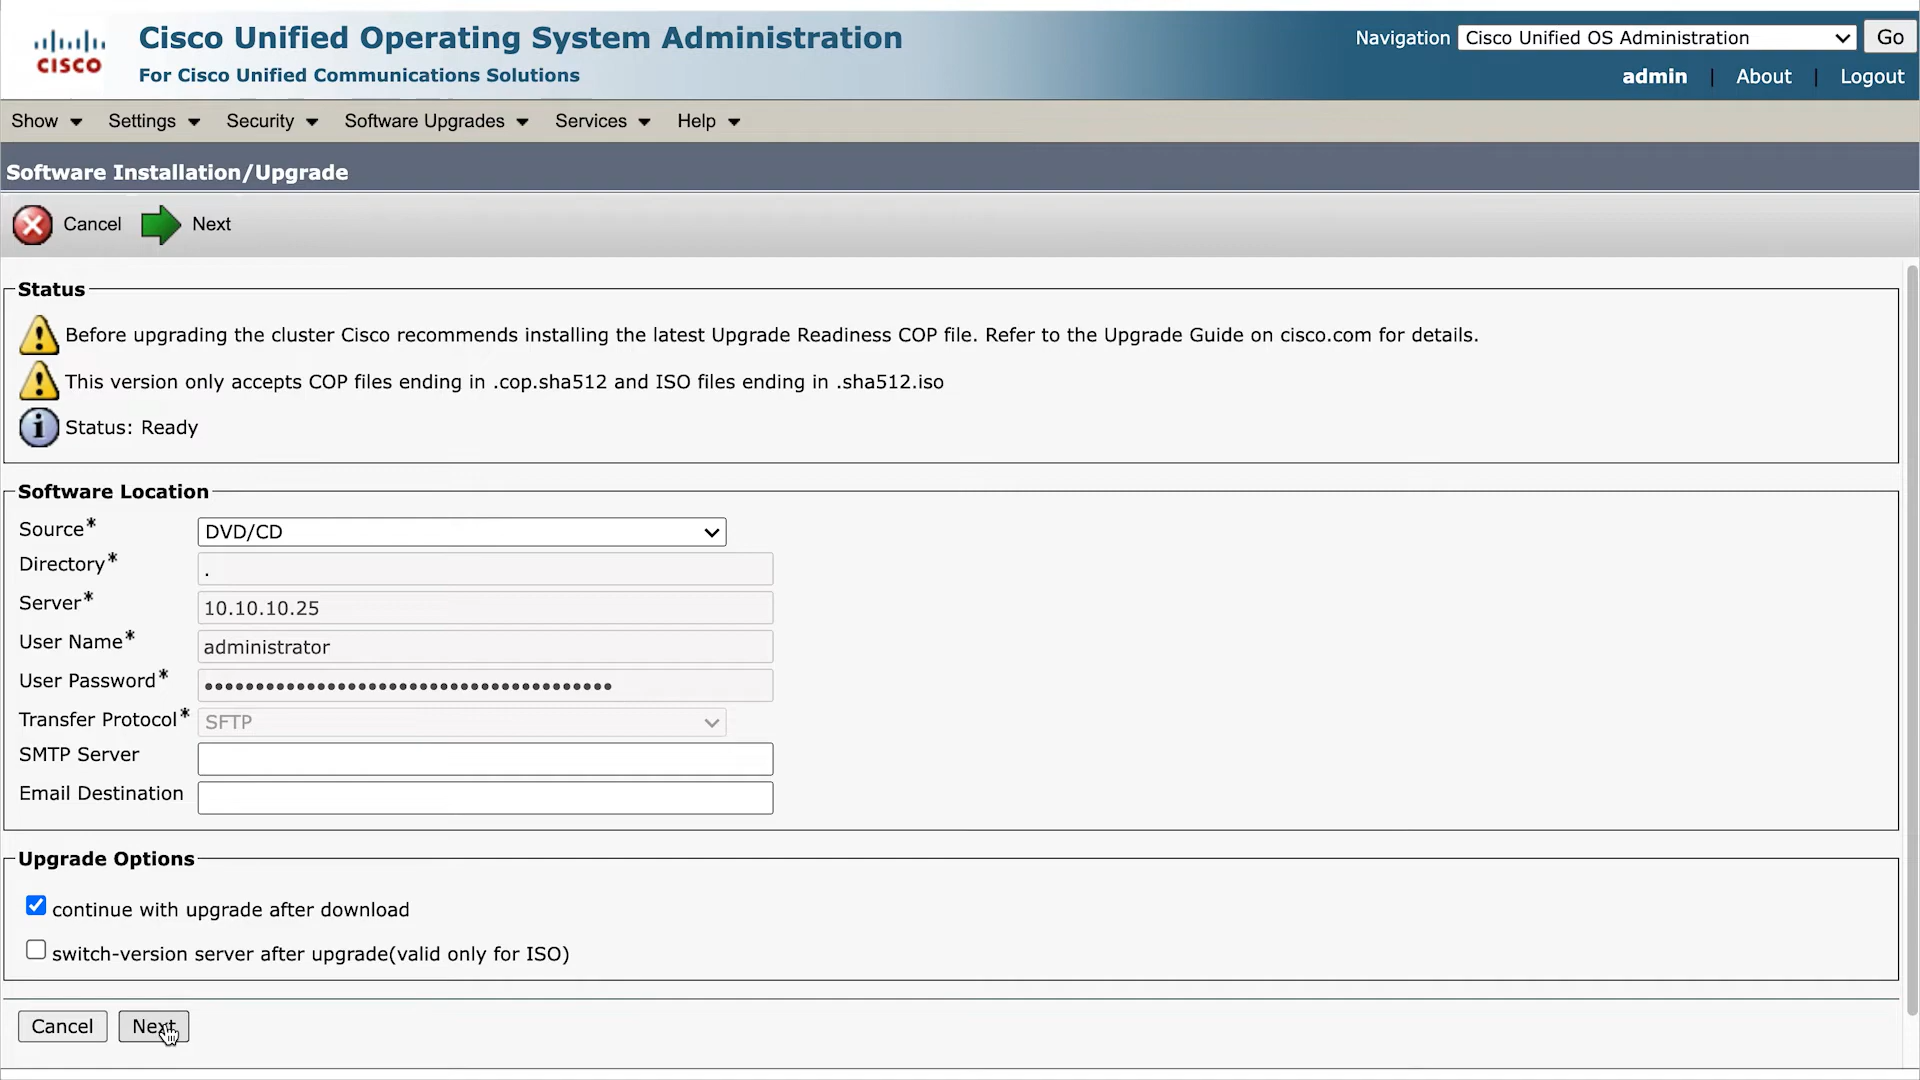 CISCO
Cisco Unified Operating System Administration
For Cisco Unified Communications Solutions
Navigation Cisco Unified OS Administration Go
admin | About | Logout
Show Settings Security Software Upgrades Services Help
Software Installation/Upgrade
Cancel Next
Status
Before upgrading the cluster Cisco recommends installing the latest Upgrade Readiness COP file. Refer to the Upgrade Guide on cisco.com for details.
This version only accepts COP files ending in .cop.sha512 and ISO files ending in .sha512.iso
Status: Ready
Software Location
Source* DVD/CD
Directory* .
Server* 10.10.10.25
User Name* administrator
User Password* ••••••••••••••••••••••••••••••••••••••••
Transfer Protocol* SFTP
SMTP Server
Email Destination
Upgrade Options
continue with upgrade after download
switch-version server after upgrade(valid only for ISO)
Cancel Next